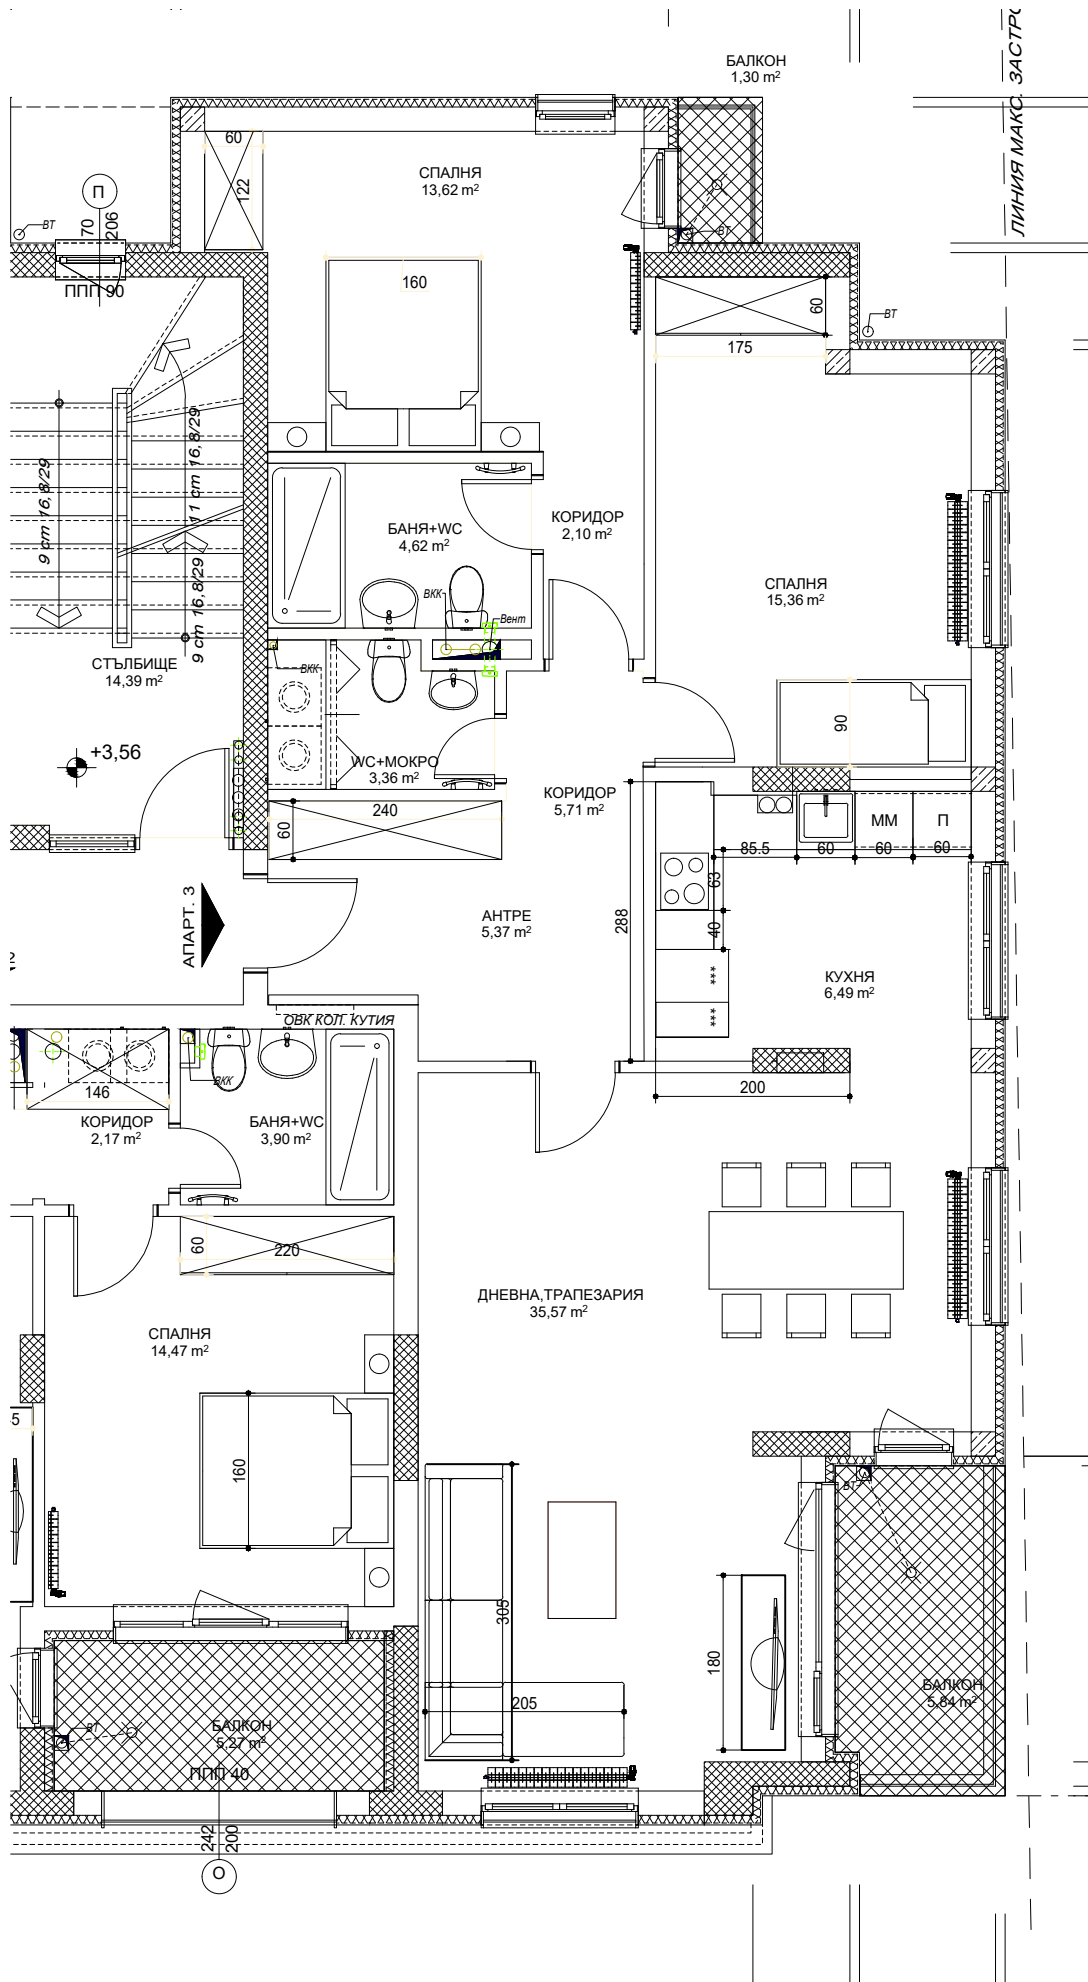 БАЛКОН
1,30 m²
ЛИНИЯ МАКС. ЗАСТРО
60
122
СПАЛНЯ
13,62 m²
П
70
206
ВТ
ВТ
ППП 90
160
60
175
ВТ
9 cm 16,8/29
11 cm 16,8/29
9 cm 16,8/29
БАНЯ+WC
4,62 m²
КОРИДОР
2,10 m²
СПАЛНЯ
15,36 m²
ВКК
Вент
СТЪЛБИЩЕ
14,39 m²
ВКК
90
+3,56
WC+МОКРО
3,36 m²
240
60
КОРИДОР
5,71 m²
ММ
П
85.5
60
60
60
63
40
288
АПАРТ. 3
АНТРЕ
5,37 m²
КУХНЯ
6,49 m²
***
***
ОВК КОЛ. КУТИЯ
ВКК
146
КОРИДОР
2,17 m²
БАНЯ+WC
3,90 m²
200
60
220
ДНЕВНА,ТРАПЕЗАРИЯ
35,57 m²
СПАЛНЯ
14,47 m²
5
160
ВТ
305
180
205
БАЛКОН
5,84 m²
ВТ
БАЛКОН
5,27 m²
ППП 40
242
200
О